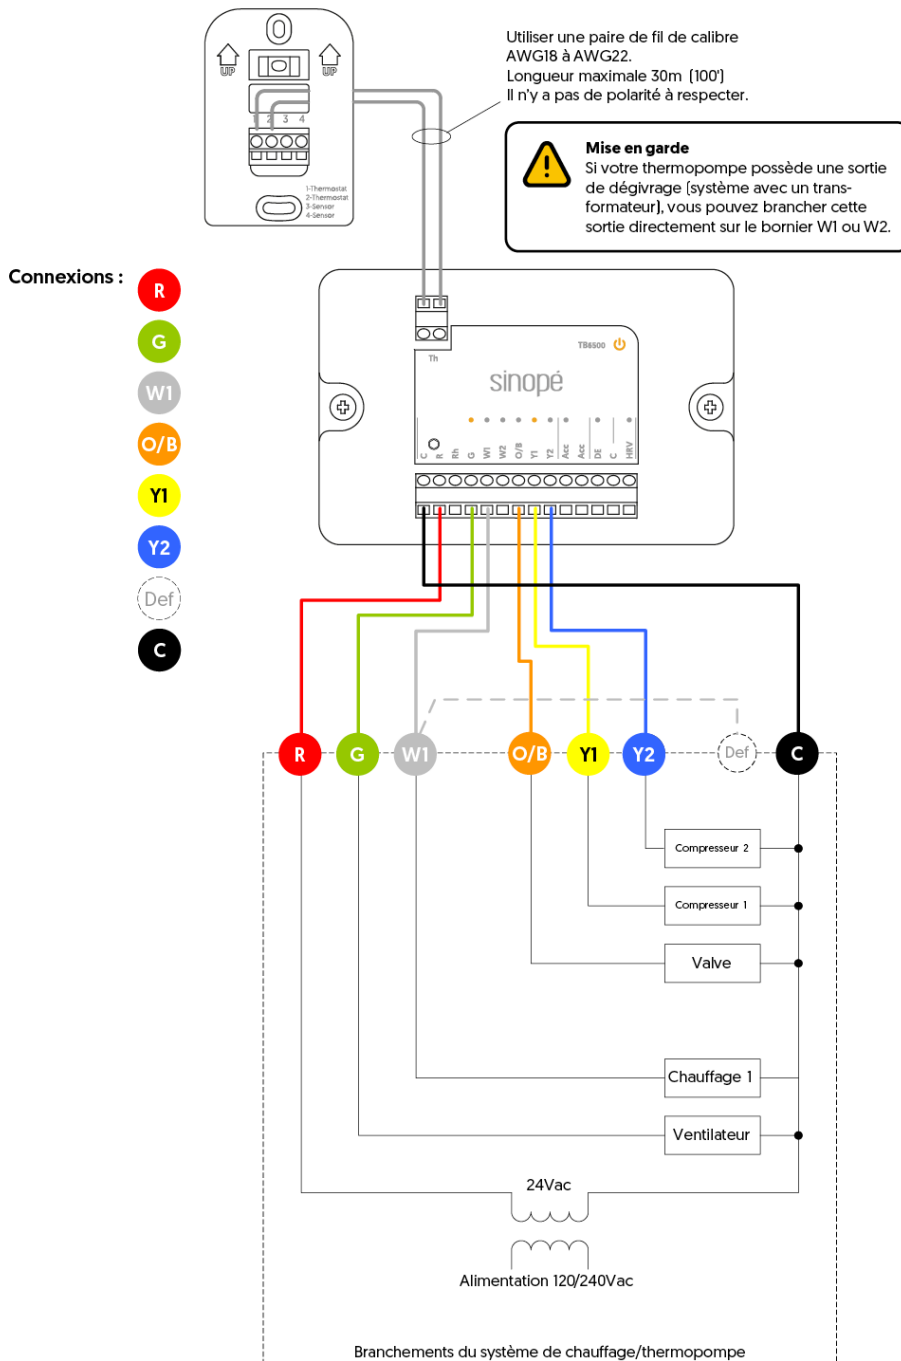 Utiliser une paire de fil de calibre
AWG18 à AWG22.
Longueur maximale 30m (100')
Il n'y a pas de polarité à respecter.
UP
UP
1 2 3 4
1-Thermostat
2-Thermostat
3-Sensor
4-Sensor
Mise en garde
Si votre thermopompe possède une sortie
de dégivrage (système avec un trans-
formateur), vous pouvez brancher cette
sortie directement sur le bornier W1 ou W2.
Connexions :
R
G
W1
O/B
Y1
Y2
Def
C
Th
TB6500
sinopé
C
R
Rh
G
W1
W2
O/B
Y1
Y2
Acc
Acc
DE
C
HRV
R
G
W1
O/B
Y1
Y2
Def
C
Compresseur 2
Compresseur 1
Valve
Chauffage 1
Ventilateur
24Vac
Alimentation 120/240Vac
Branchements du système de chauffage/thermopompe